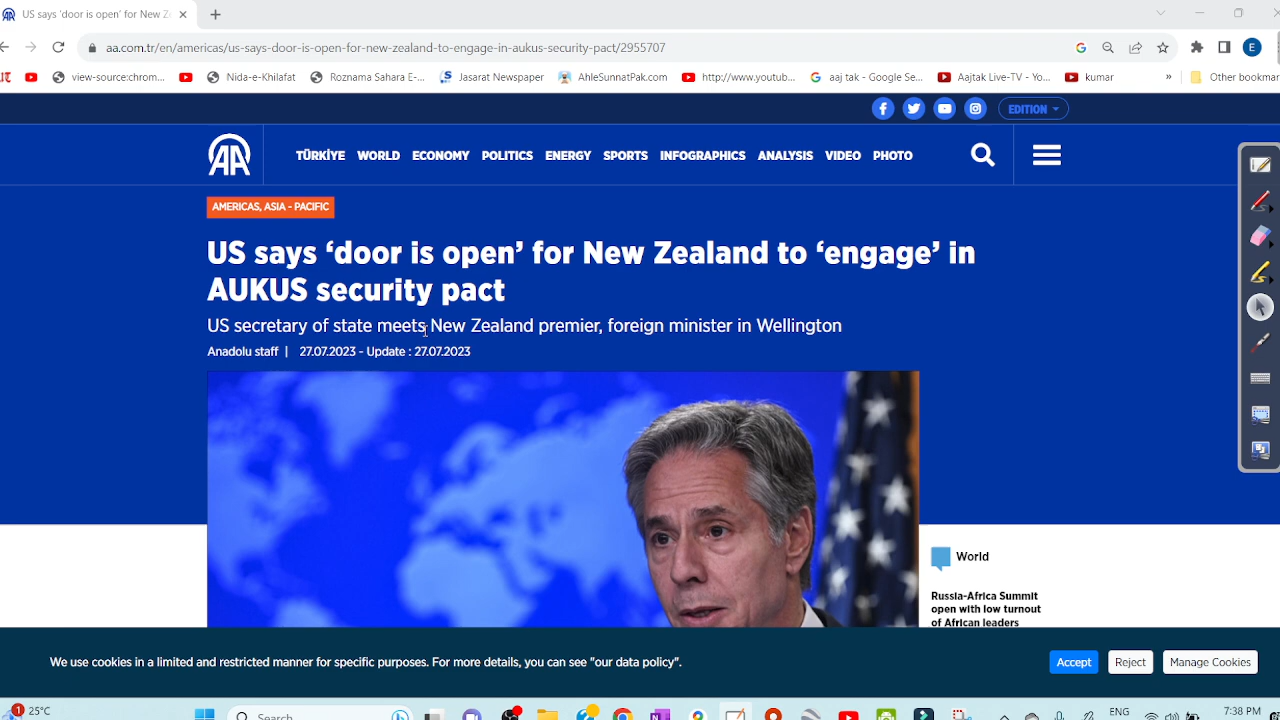 US says 'door is open' for New Z
aa.com.tr/en/americas/us-says-door-is-open-for-new-zealand-to-engage-in-aukus-security-pact/2955707
E
view-source:chrom...
Nida-e-Khilafat
Roznama Sahara E-...
Jasarat Newspaper
AhleSunnatPak.com
http://www.youtub...
aaj tak - Google Se...
Aajtak Live-TV - Yo...
kumar
»
Other bookmar
EDITION
AA
TÜRKİYE WORLD ECONOMY POLITICS ENERGY SPORTS INFOGRAPHICS ANALYSIS VIDEO PHOTO
AMERICAS, ASIA - PACIFIC
US says ‘door is open’ for New Zealand to ‘engage’ in
AUKUS security pact
US secretary of state meets New Zealand premier, foreign minister in Wellington
Anadolu staff | 27.07.2023 - Update : 27.07.2023
World
Russia-Africa Summit
open with low turnout
of African leaders
We use cookies in a limited and restricted manner for specific purposes. For more details, you can see "our data policy".
Accept
Reject
Manage Cookies
1
25°C
Search
ENG
7:38 PM